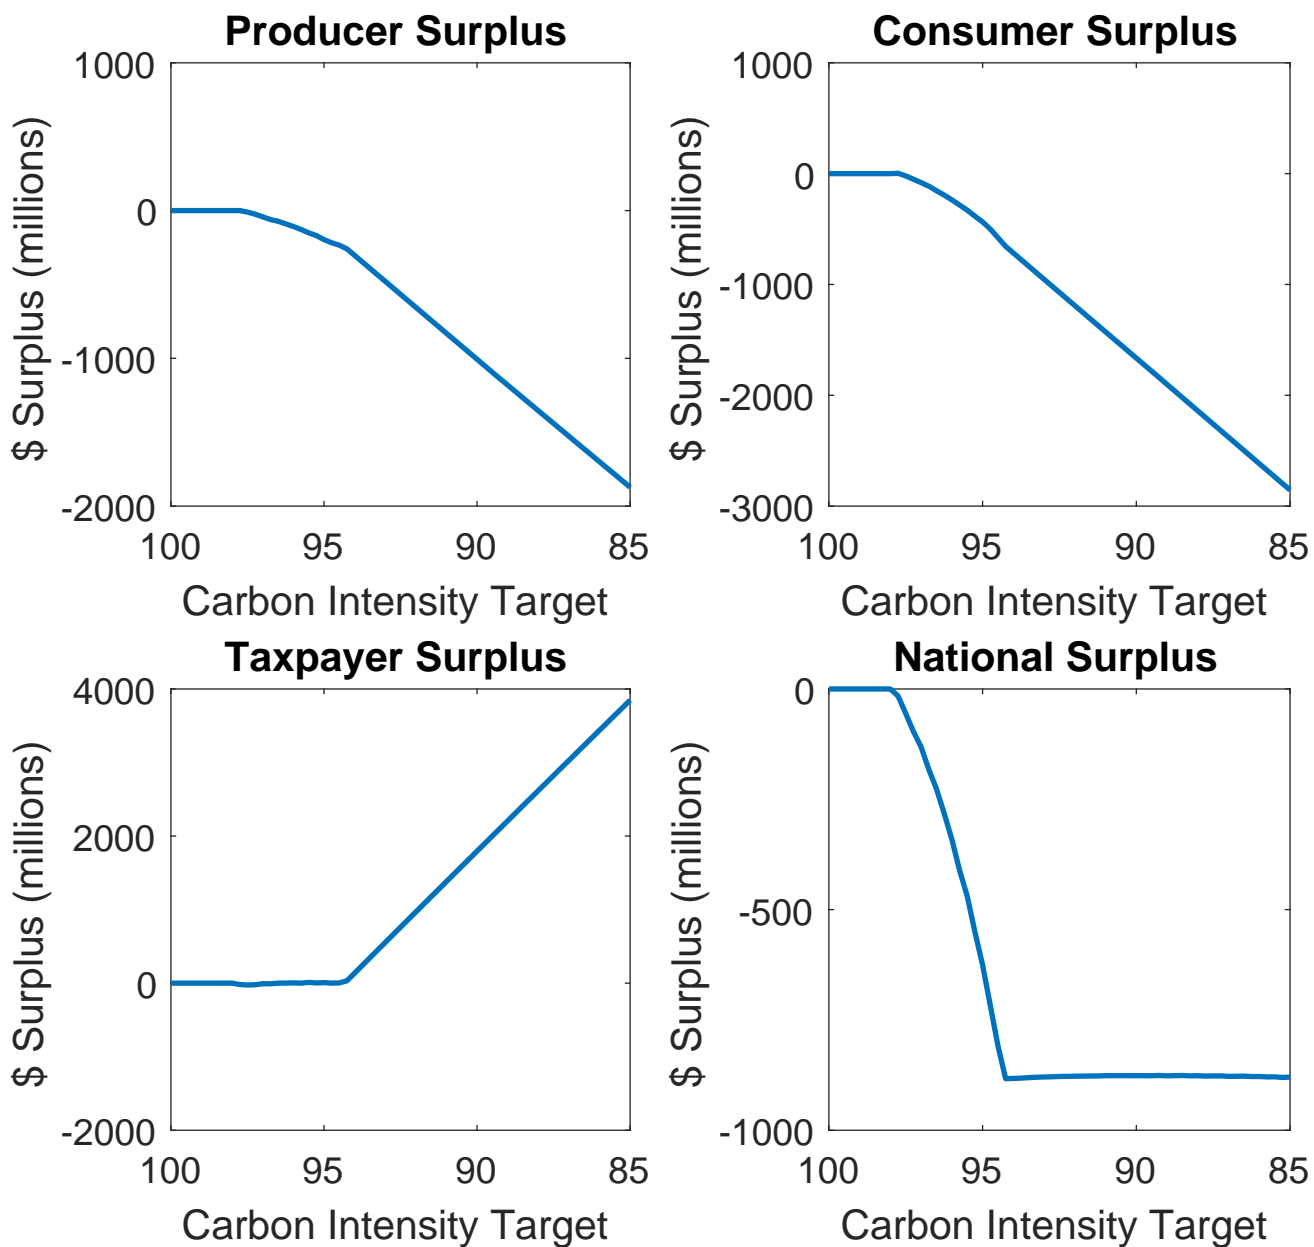 Producer Surplus
1000
0
-1000
-2000
$ Surplus (millions)
100 95 90 85
Carbon Intensity Target
Consumer Surplus
1000
0
-1000
-2000
-3000
$ Surplus (millions)
100 95 90 85
Carbon Intensity Target
Taxpayer Surplus
4000
2000
0
-2000
$ Surplus (millions)
100 95 90 85
Carbon Intensity Target
National Surplus
0
-500
-1000
$ Surplus (millions)
100 95 90 85
Carbon Intensity Target